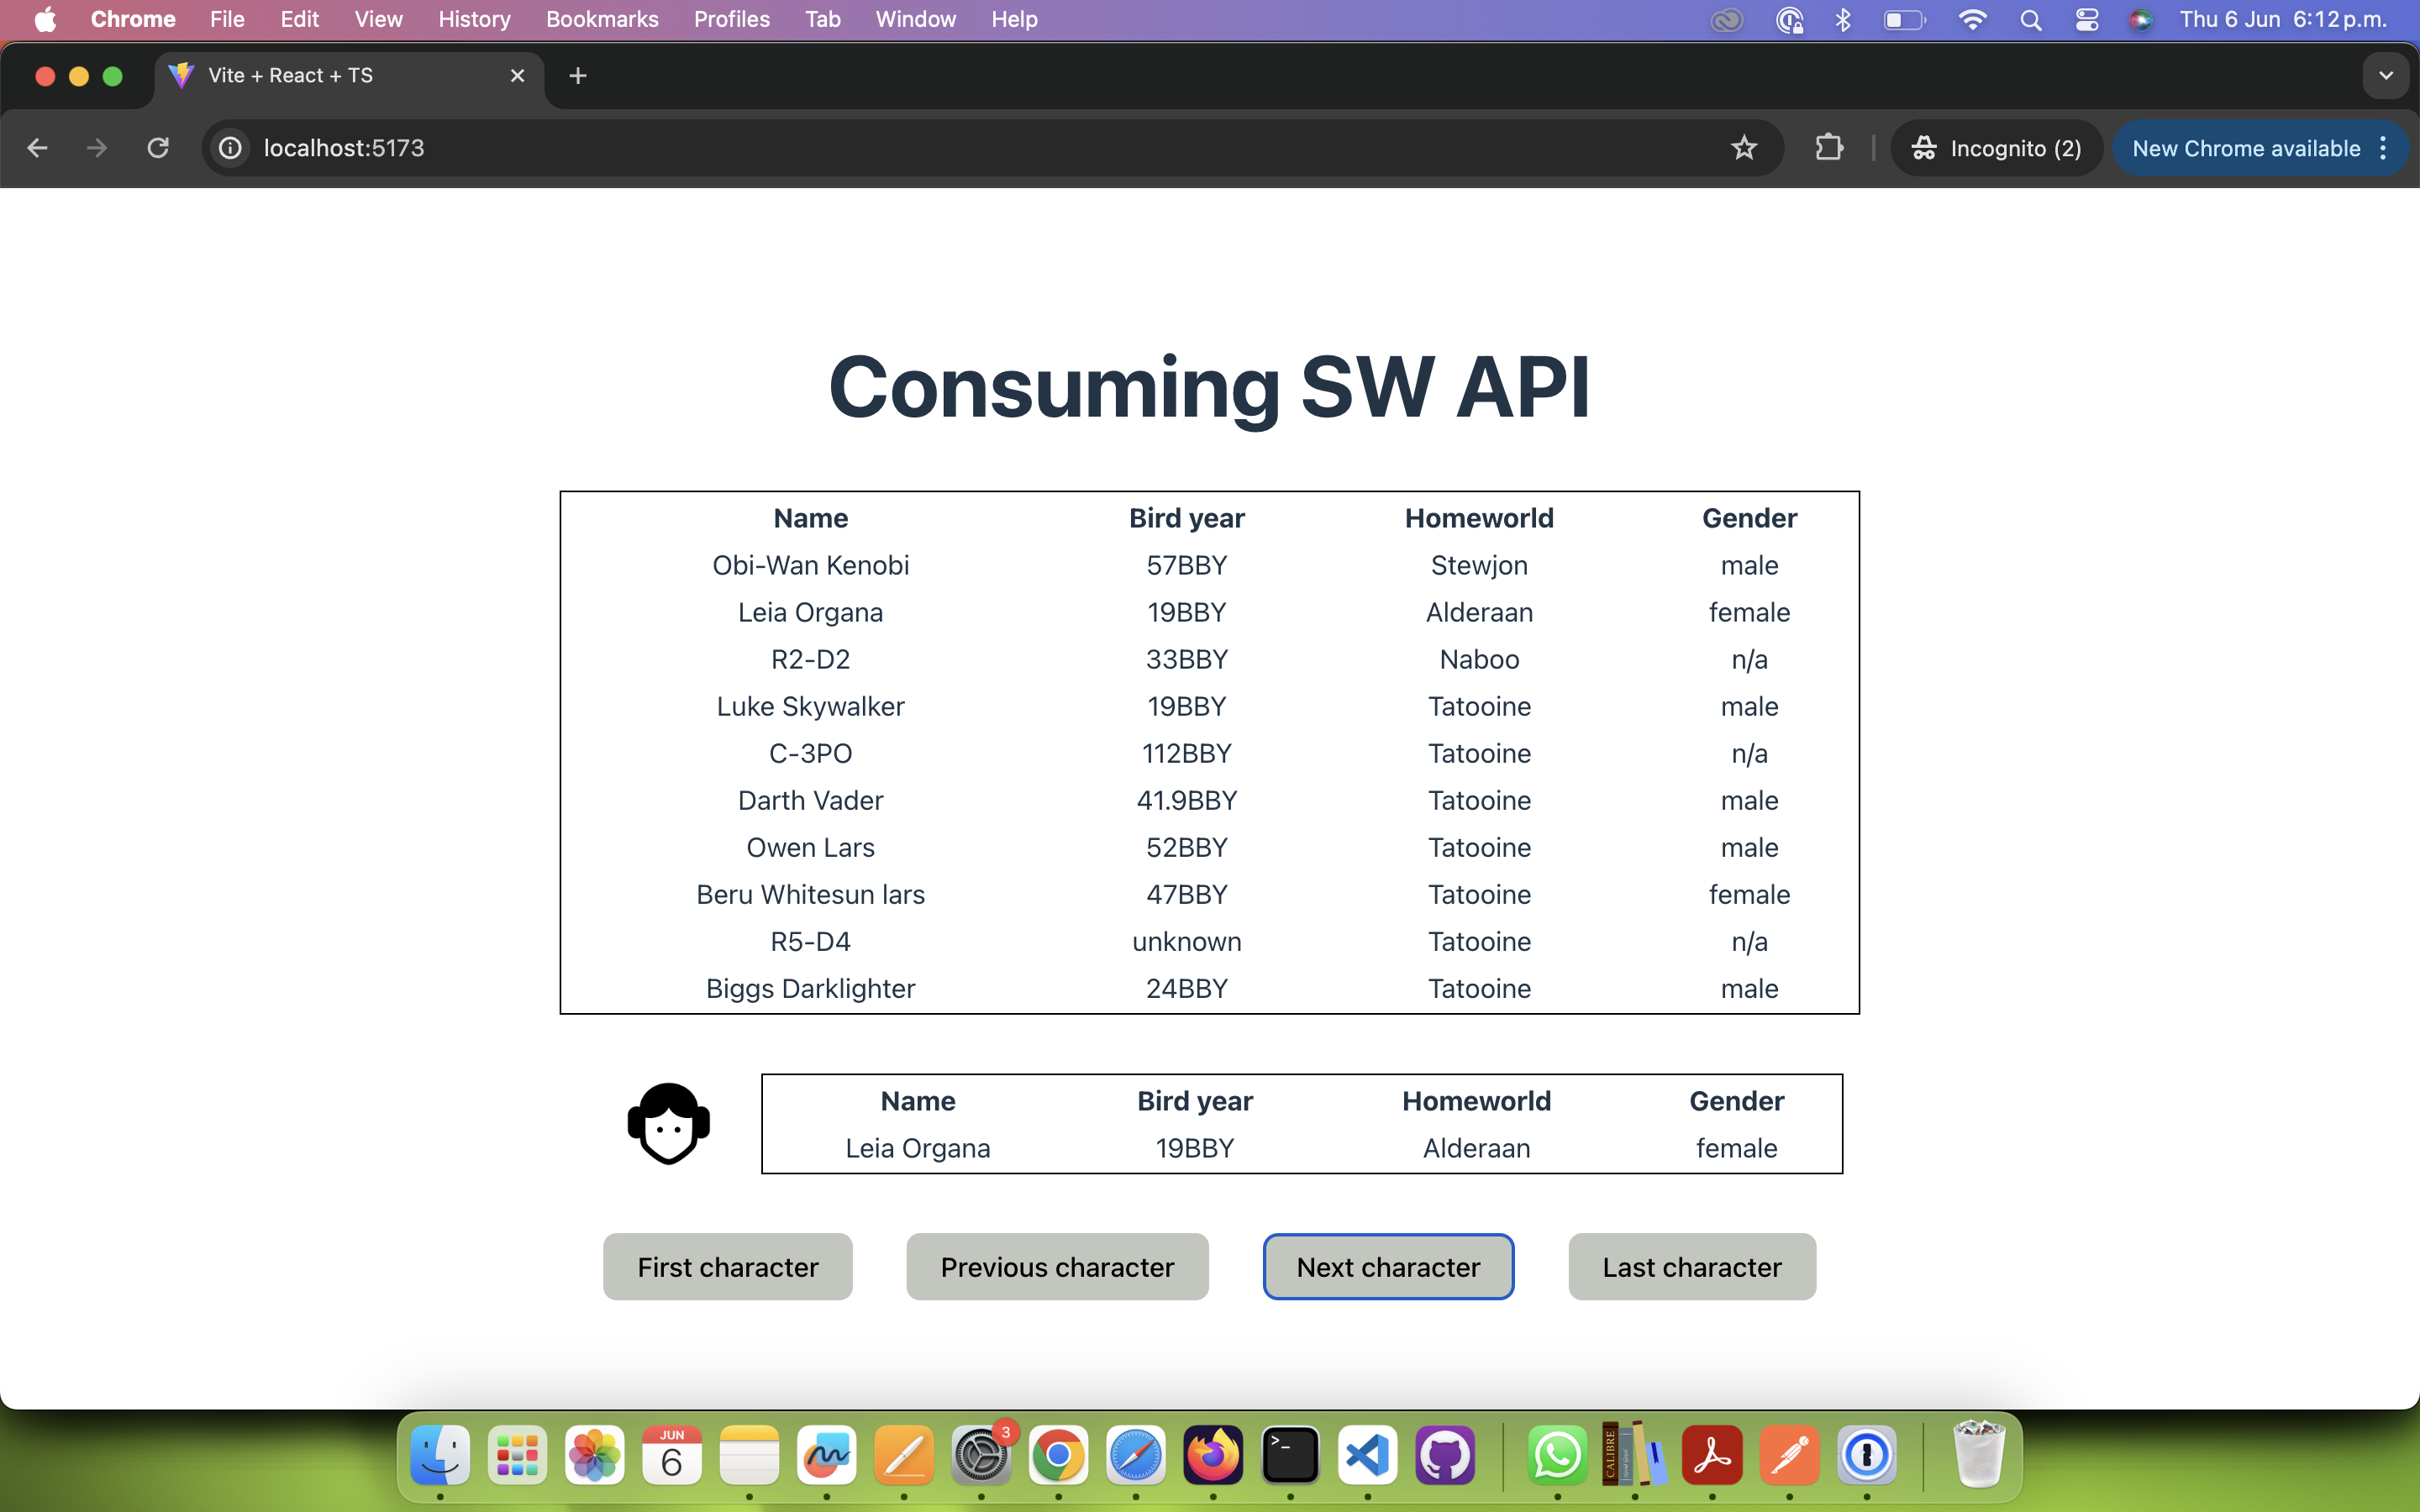 Chrome File Edit View History Bookmarks Profiles Tab Window Help Thu 6 Jun 6:12 p.m.
Vite + React + TS
localhost:5173 Incognito (2) New Chrome available
Consuming SW API
Name Bird year Homeworld Gender
Obi-Wan Kenobi 57BBY Stewjon male
Leia Organa 19BBY Alderaan female
R2-D2 33BBY Naboo n/a
Luke Skywalker 19BBY Tatooine male
C-3PO 112BBY Tatooine n/a
Darth Vader 41.9BBY Tatooine male
Owen Lars 52BBY Tatooine male
Beru Whitesun lars 47BBY Tatooine female
R5-D4 unknown Tatooine n/a
Biggs Darklighter 24BBY Tatooine male
Name Bird year Homeworld Gender
Leia Organa 19BBY Alderaan female
First character Previous character Next character Last character
JUN 3
6 >_ CALIBRE